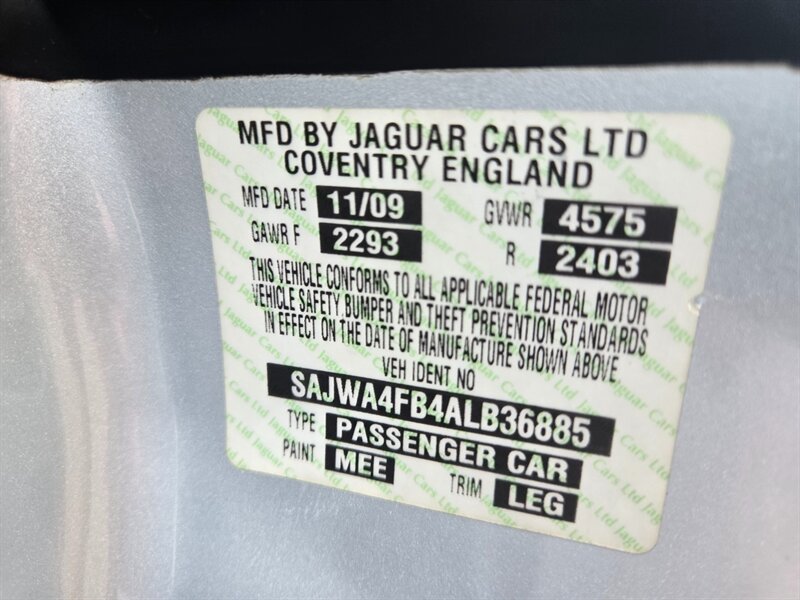 MFD BY JAGUAR CARS LTD
COVENTRY ENGLAND
MFD DATE 11/09 GVWR 4575
GAWR F 2293 R 2403
THIS VEHICLE CONFORMS TO ALL APPLICABLE FEDERAL MOTOR
VEHICLE SAFETY, BUMPER AND THEFT PREVENTION STANDARDS
IN EFFECT ON THE DATE OF MANUFACTURE SHOWN ABOVE
VEH IDENT NO
SAJWA4FB4ALB36885
TYPE PASSENGER CAR
PAINT MEE TRIM LEG